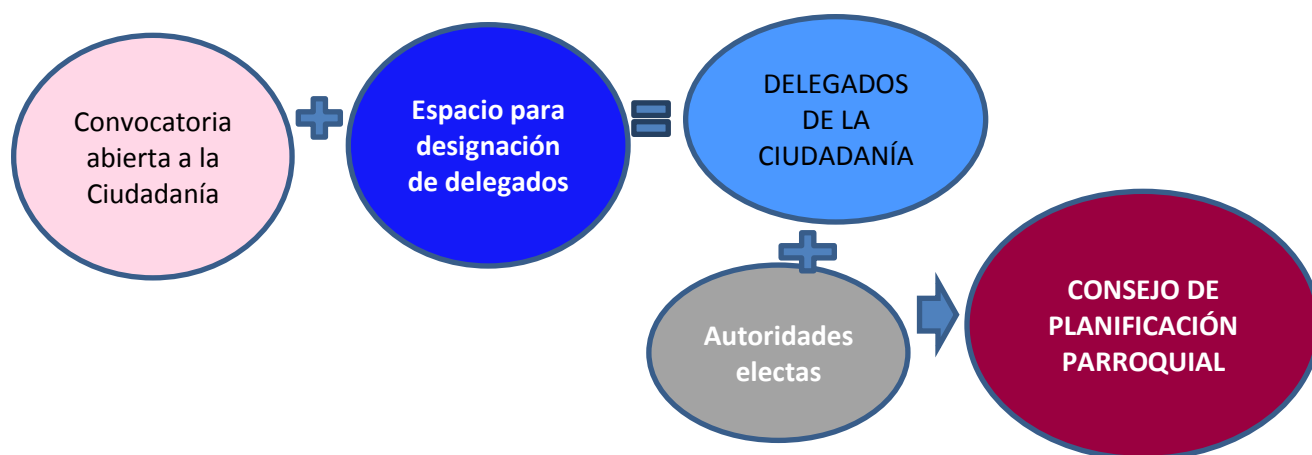 Convocatoria
abierta a la
Ciudadanía
Espacio para
designación
de delegados
DELEGADOS
DE LA
CIUDADANÍA
Autoridades
electas
CONSEJO DE
PLANIFICACIÓN
PARROQUIAL